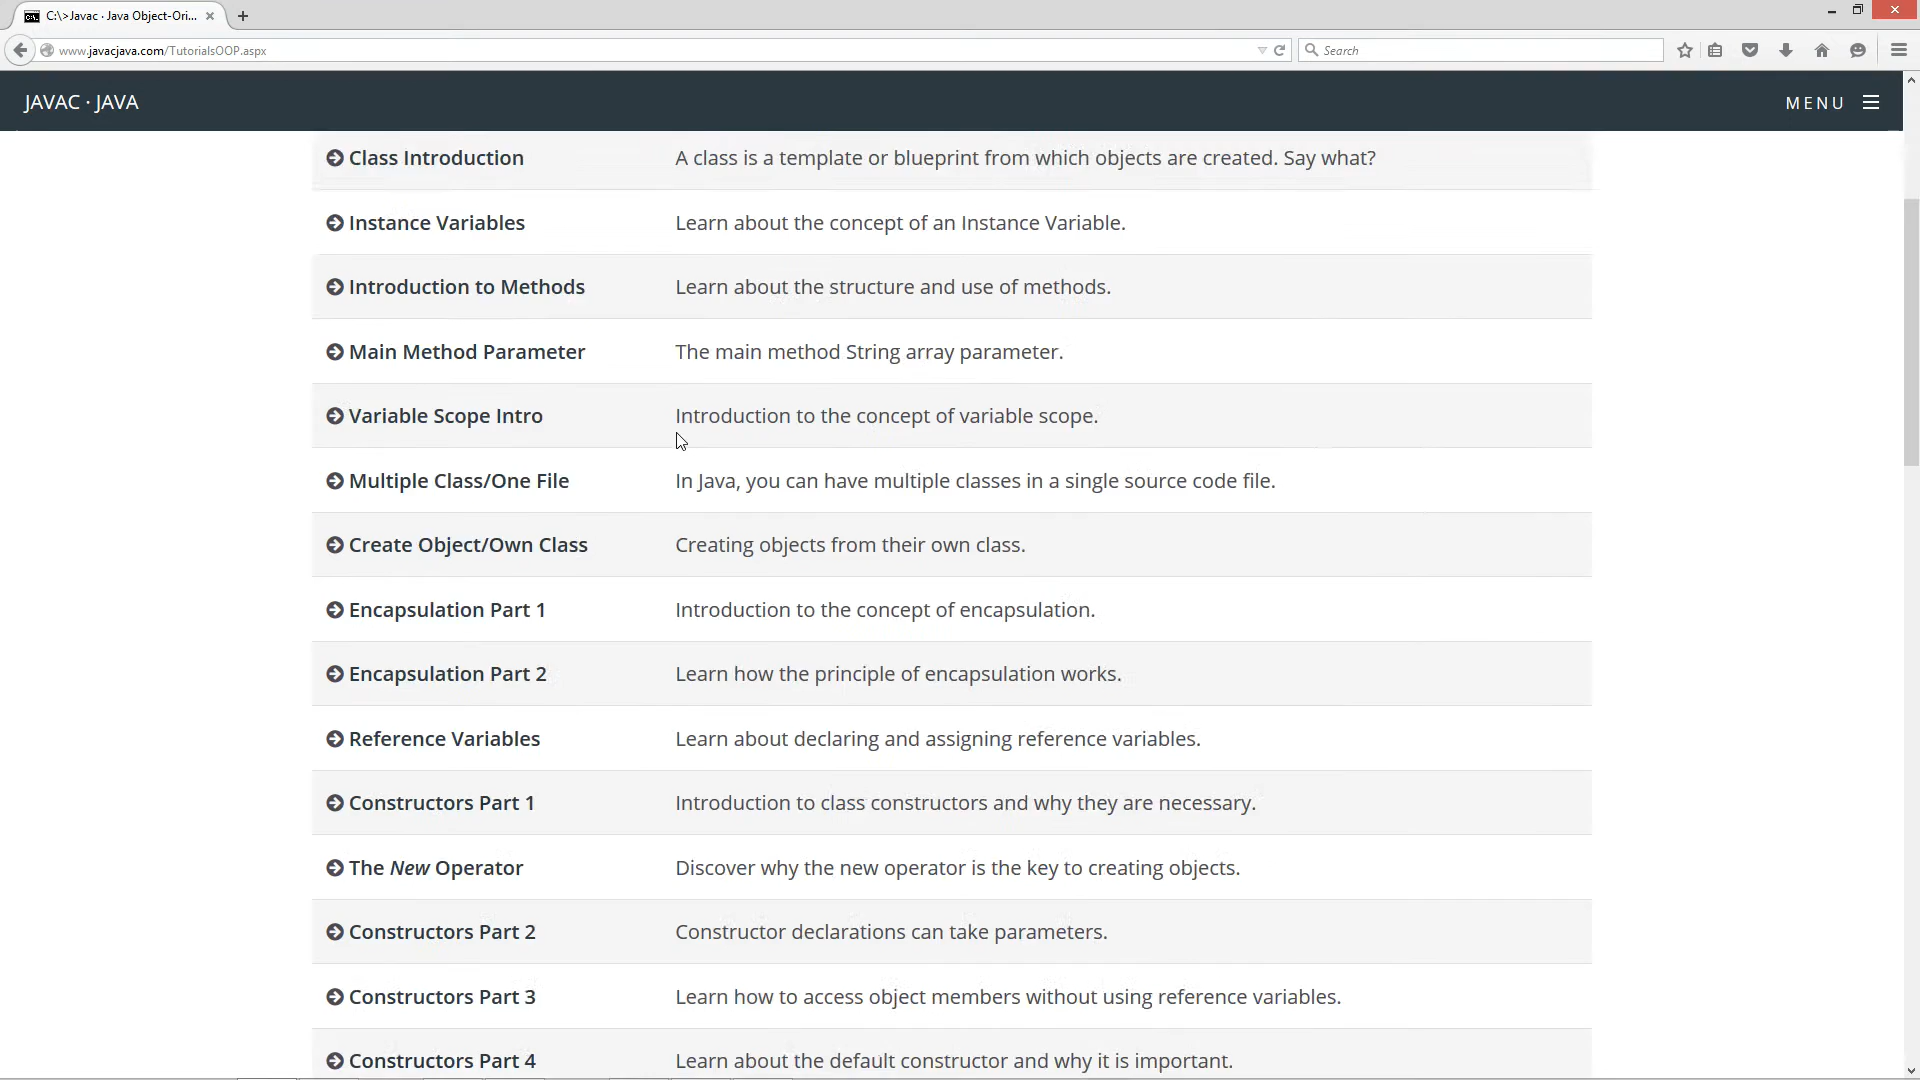 C:\>Javac · Java Object-Ori...
www.javacjava.com/TutorialsOOP.aspx
Search
JAVAC · JAVA
MENU
Class Introduction A class is a template or blueprint from which objects are created. Say what?
Instance Variables Learn about the concept of an Instance Variable.
Introduction to Methods Learn about the structure and use of methods.
Main Method Parameter The main method String array parameter.
Variable Scope Intro Introduction to the concept of variable scope.
Multiple Class/One File In Java, you can have multiple classes in a single source code file.
Create Object/Own Class Creating objects from their own class.
Encapsulation Part 1 Introduction to the concept of encapsulation.
Encapsulation Part 2 Learn how the principle of encapsulation works.
Reference Variables Learn about declaring and assigning reference variables.
Constructors Part 1 Introduction to class constructors and why they are necessary.
The New Operator Discover why the new operator is the key to creating objects.
Constructors Part 2 Constructor declarations can take parameters.
Constructors Part 3 Learn how to access object members without using reference variables.
Constructors Part 4 Learn about the default constructor and why it is important.